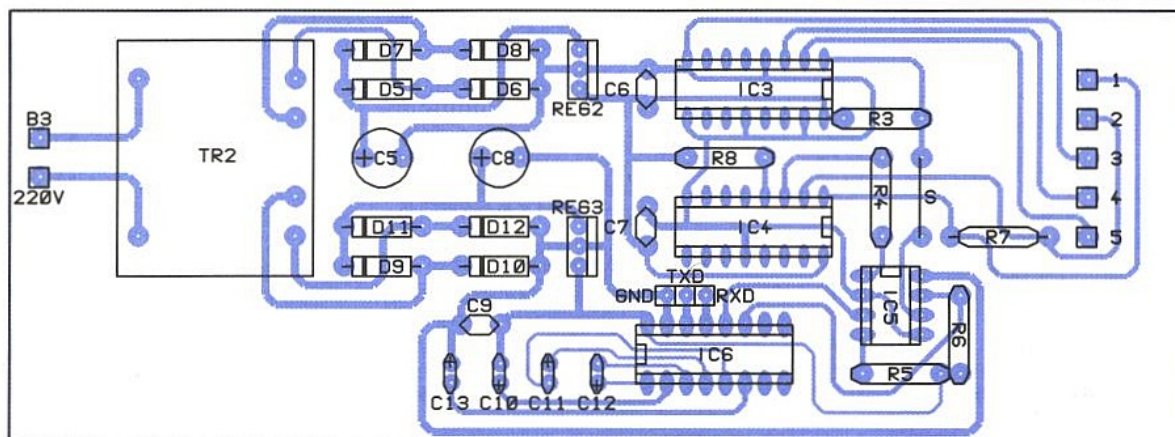 D7
D8
D5
D6
RE62
C6
IC3
R3
1
2
3
4
5
B3
220V
TR2
C5
C8
R8
R4
S
D11
D12
RE63
C7
IC4
R7
D9
D10
TXD
GND
RXD
IC5
R6
C9
IC6
R5
C13
C10
C11
C12